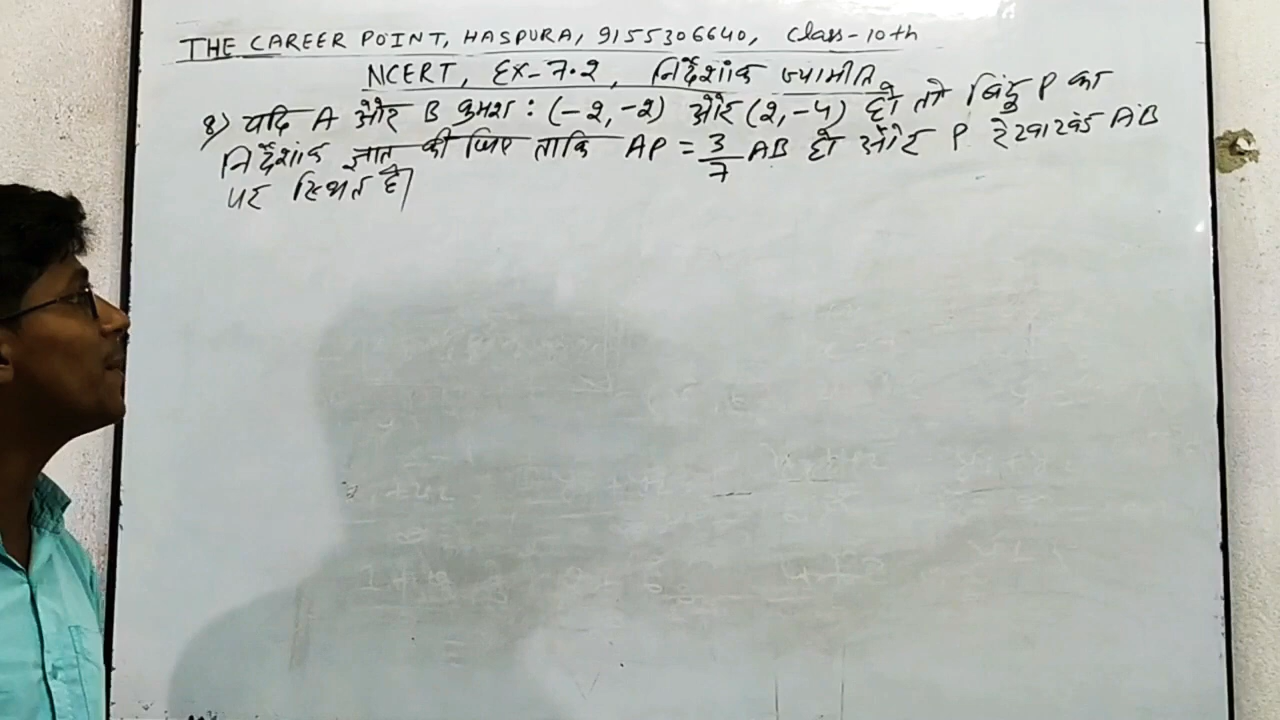 THE CAREER POINT, HASPURA, 9155306640, Class-10th
NCERT, EX-7.2, निर्देशांक ज्यामीति
8) यदि A और B क्रमश: (-2,-2) और (2,-4) हो तो बिंदु P का
निर्देशांक ज्ञात की जिए ताकि AP = 3/7 AB हो और P रेखाखंड AB
पर स्थित है।